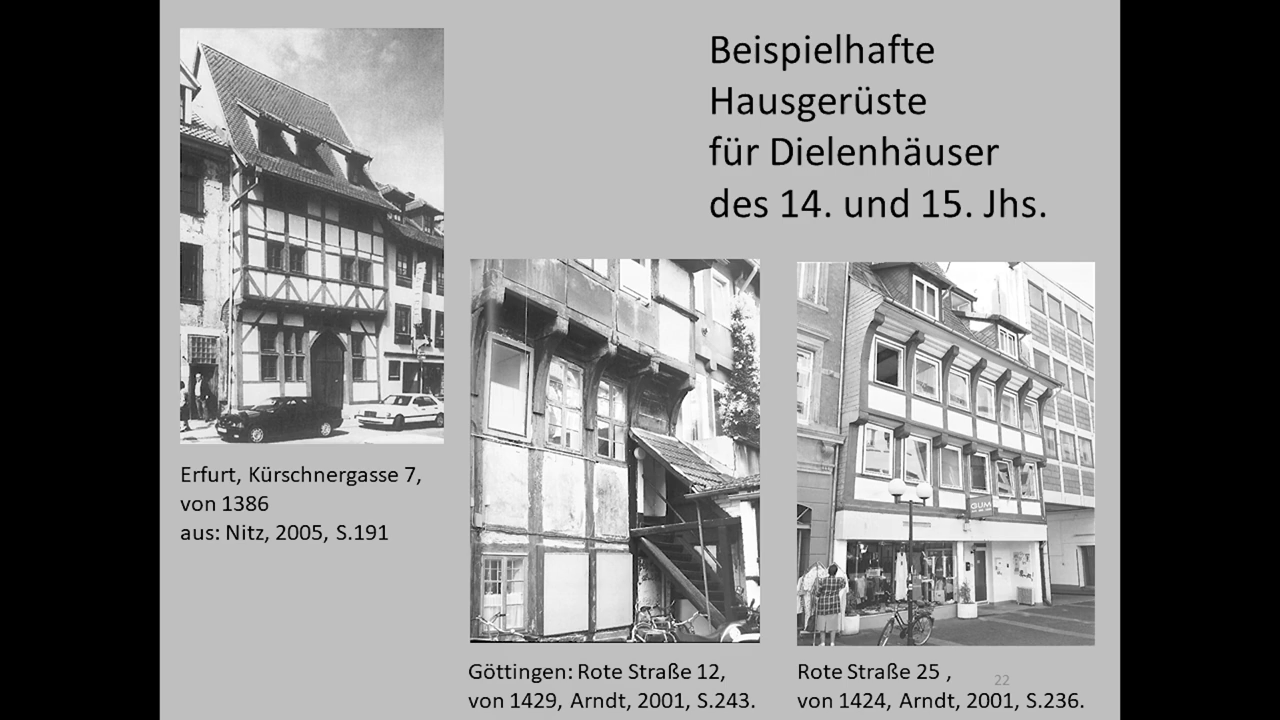 Beispielhafte
Hausgerüste
für Dielenhäuser
des 14. und 15. Jhs.
Erfurt, Kürschnergasse 7,
von 1386
aus: Nitz, 2005, S.191
GUM
Göttingen: Rote Straße 12,
von 1429, Arndt, 2001, S.243.
Rote Straße 25 ,
von 1424, Arndt, 2001, S.236.
22